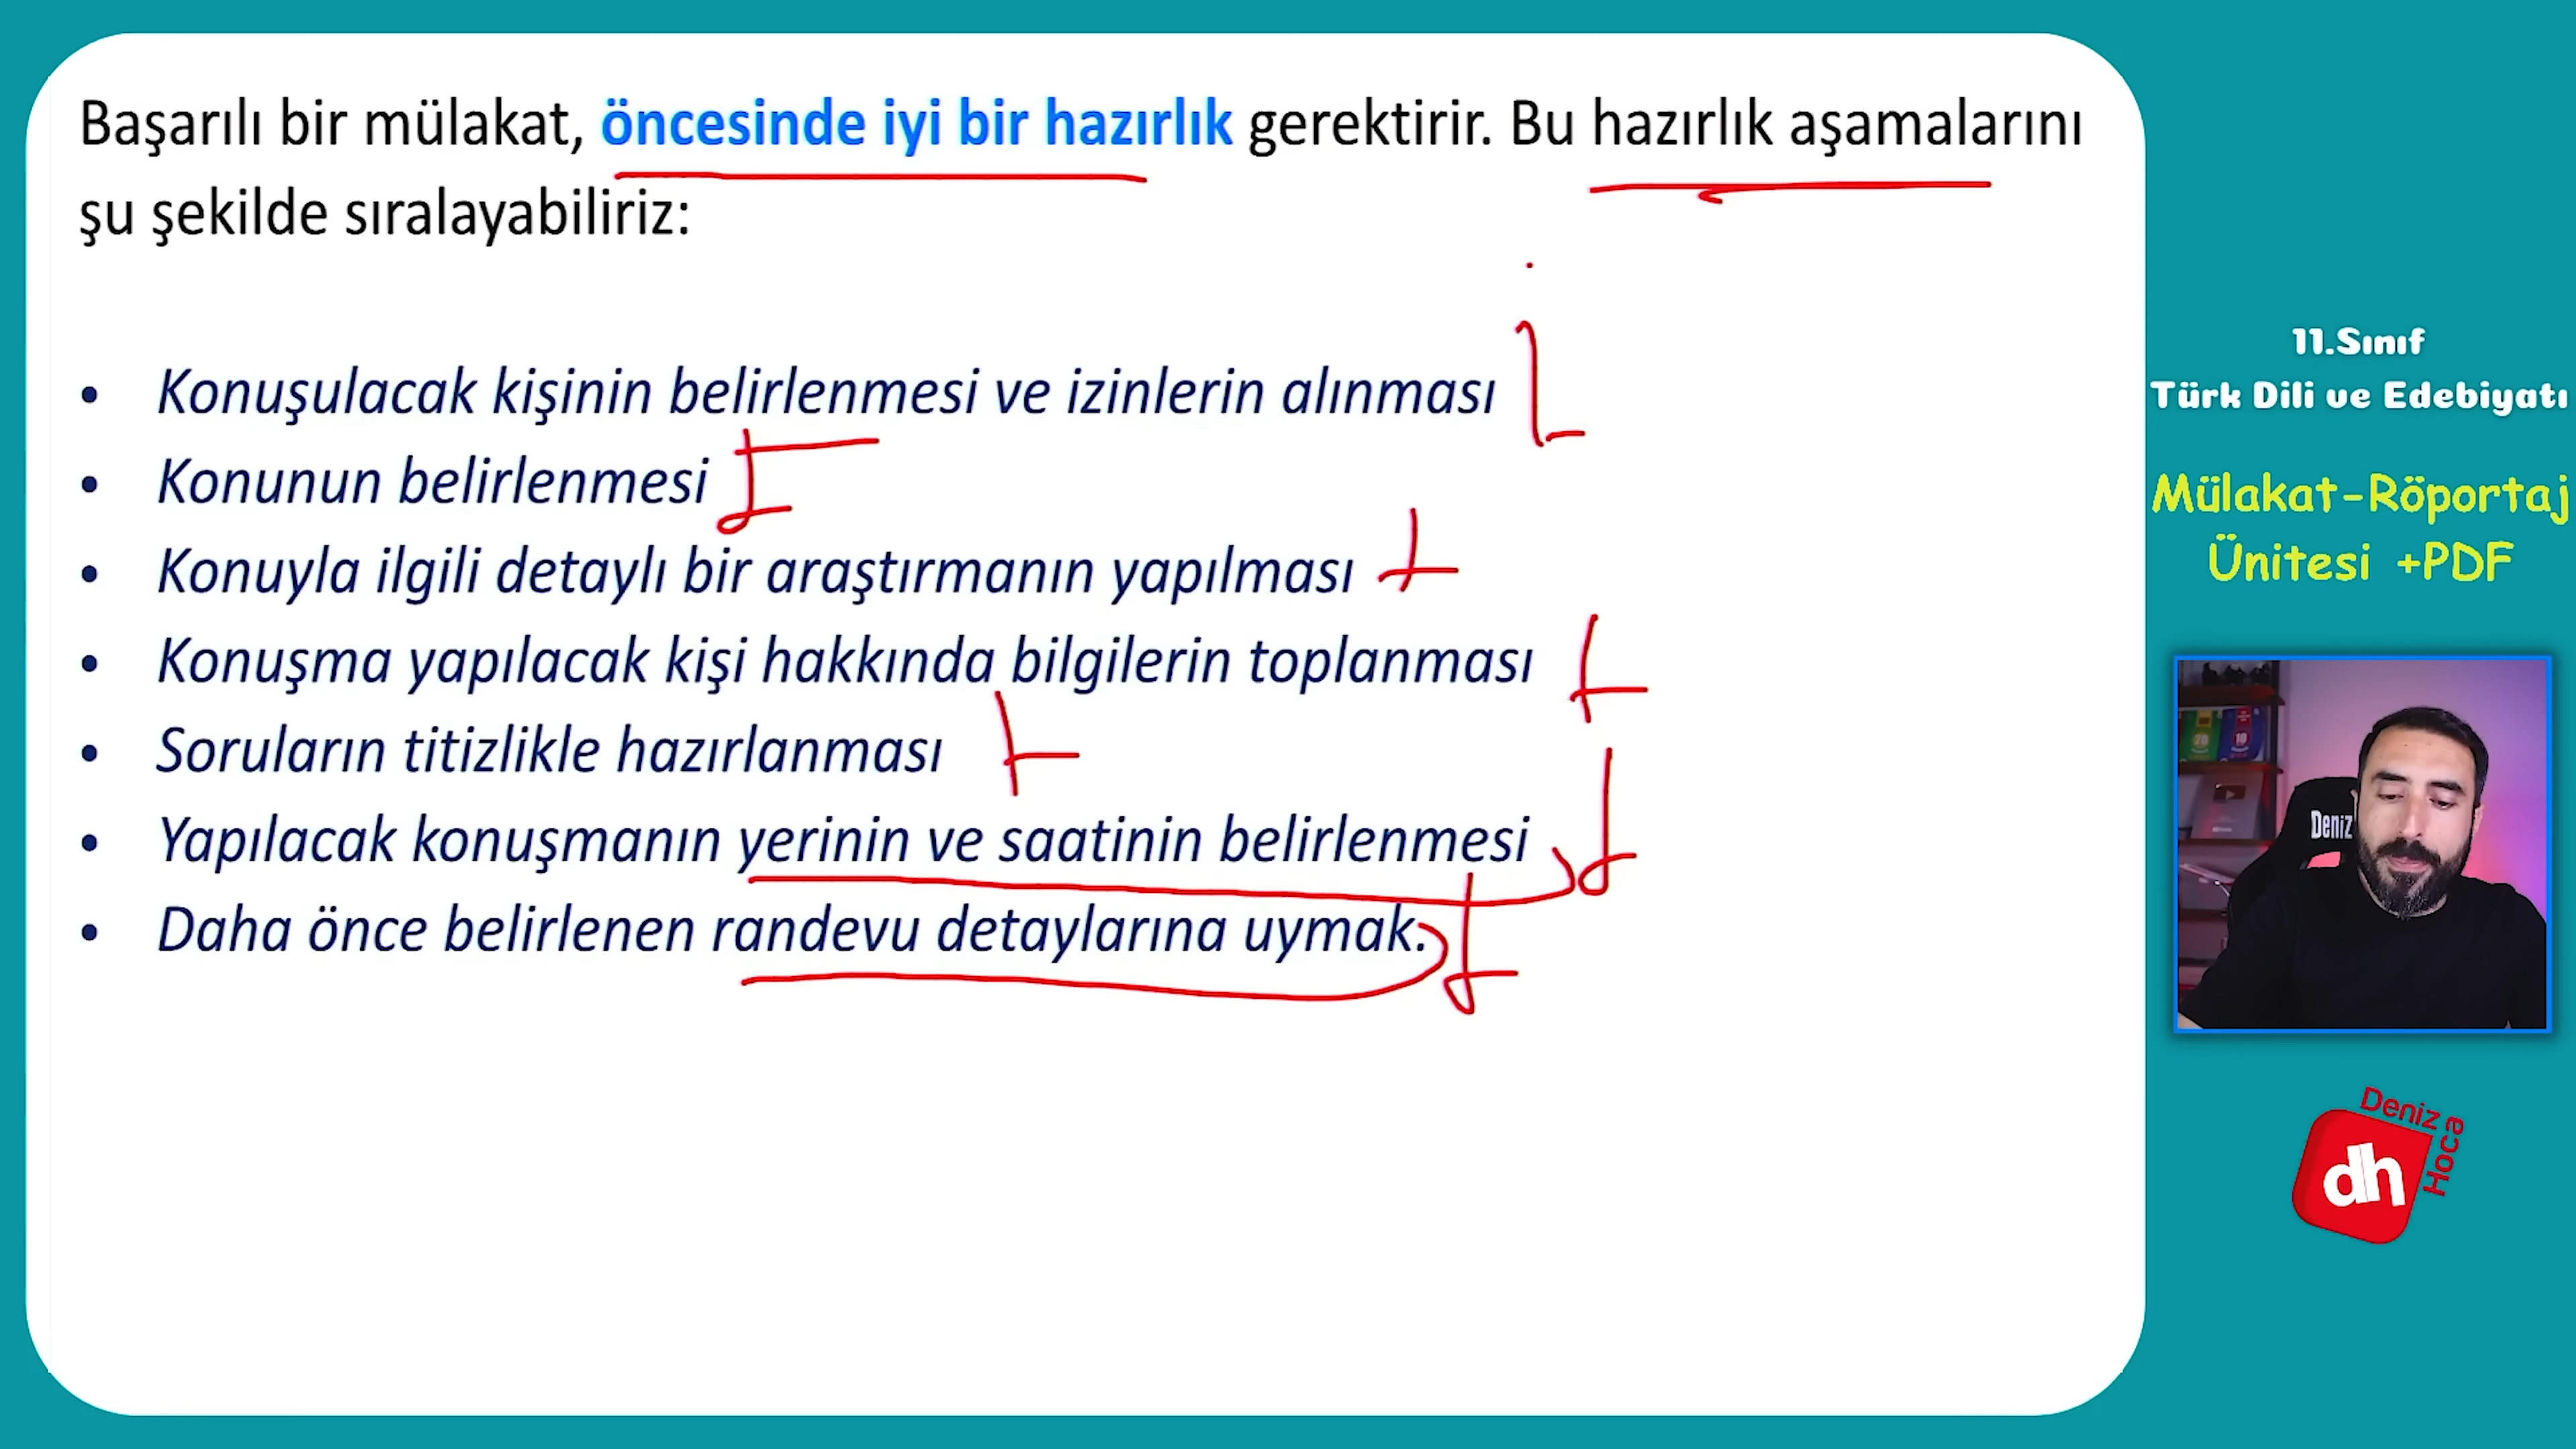 Başarılı bir mülakat, öncesinde iyi bir hazırlık gerektirir. Bu hazırlık aşamalarını
şu şekilde sıralayabiliriz:
• Konuşulacak kişinin belirlenmesi ve izinlerin alınması
• Konunun belirlenmesi
• Konuyla ilgili detaylı bir araştırmanın yapılması
• Konuşma yapılacak kişi hakkında bilgilerin toplanması
• Soruların titizlikle hazırlanması
• Yapılacak konuşmanın yerinin ve saatinin belirlenmesi
• Daha önce belirlenen randevu detaylarına uymak.
11.Sınıf
Türk Dili ve Edebiyatı
Mülakat-Röportaj
Ünitesi +PDF
Deniz
Deniz
Hoca
dh